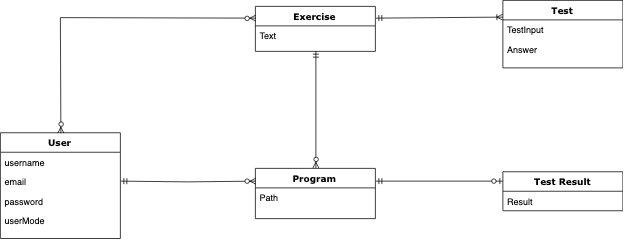 Exercise
Text
Test
TestInput
Answer
User
username
email
password
userMode
Program
Path
Test Result
Result